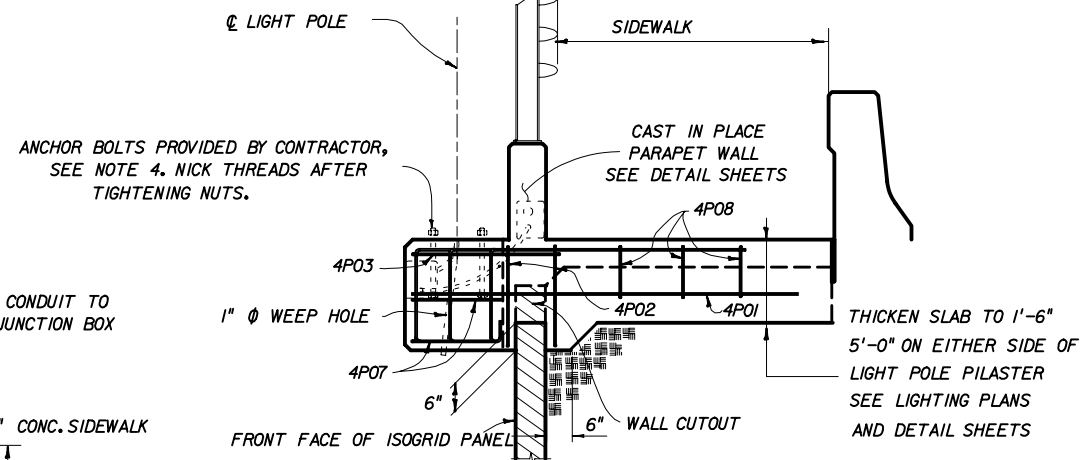 ℄ LIGHT POLE
SIDEWALK
ANCHOR BOLTS PROVIDED BY CONTRACTOR,
SEE NOTE 4. NICK THREADS AFTER
TIGHTENING NUTS.
CAST IN PLACE
PARAPET WALL
SEE DETAIL SHEETS
4P08
4P03
CONDUIT TO
JUNCTION BOX
1" ϕ WEEP HOLE
4P02
4P01
THICKEN SLAB TO 1'-6"
5'-0" ON EITHER SIDE OF
LIGHT POLE PILASTER
SEE LIGHTING PLANS
AND DETAIL SHEETS
4P07
6"
6"
WALL CUTOUT
" CONC. SIDEWALK
FRONT FACE OF ISOGRID PANEL